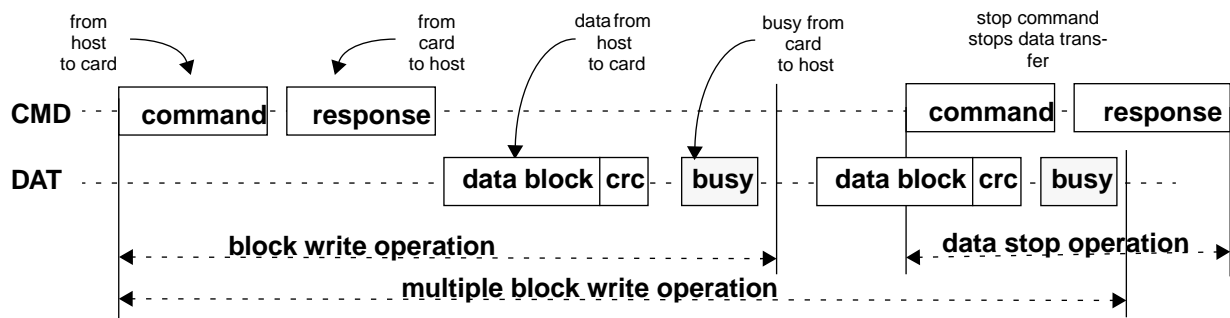 from
host
to card
from
card
to host
data from
host
to card
busy from
card
to host
stop command
stops data trans-
fer
CMD command response command response
DAT data block crc busy data block crc busy
block write operation data stop operation
multiple block write operation